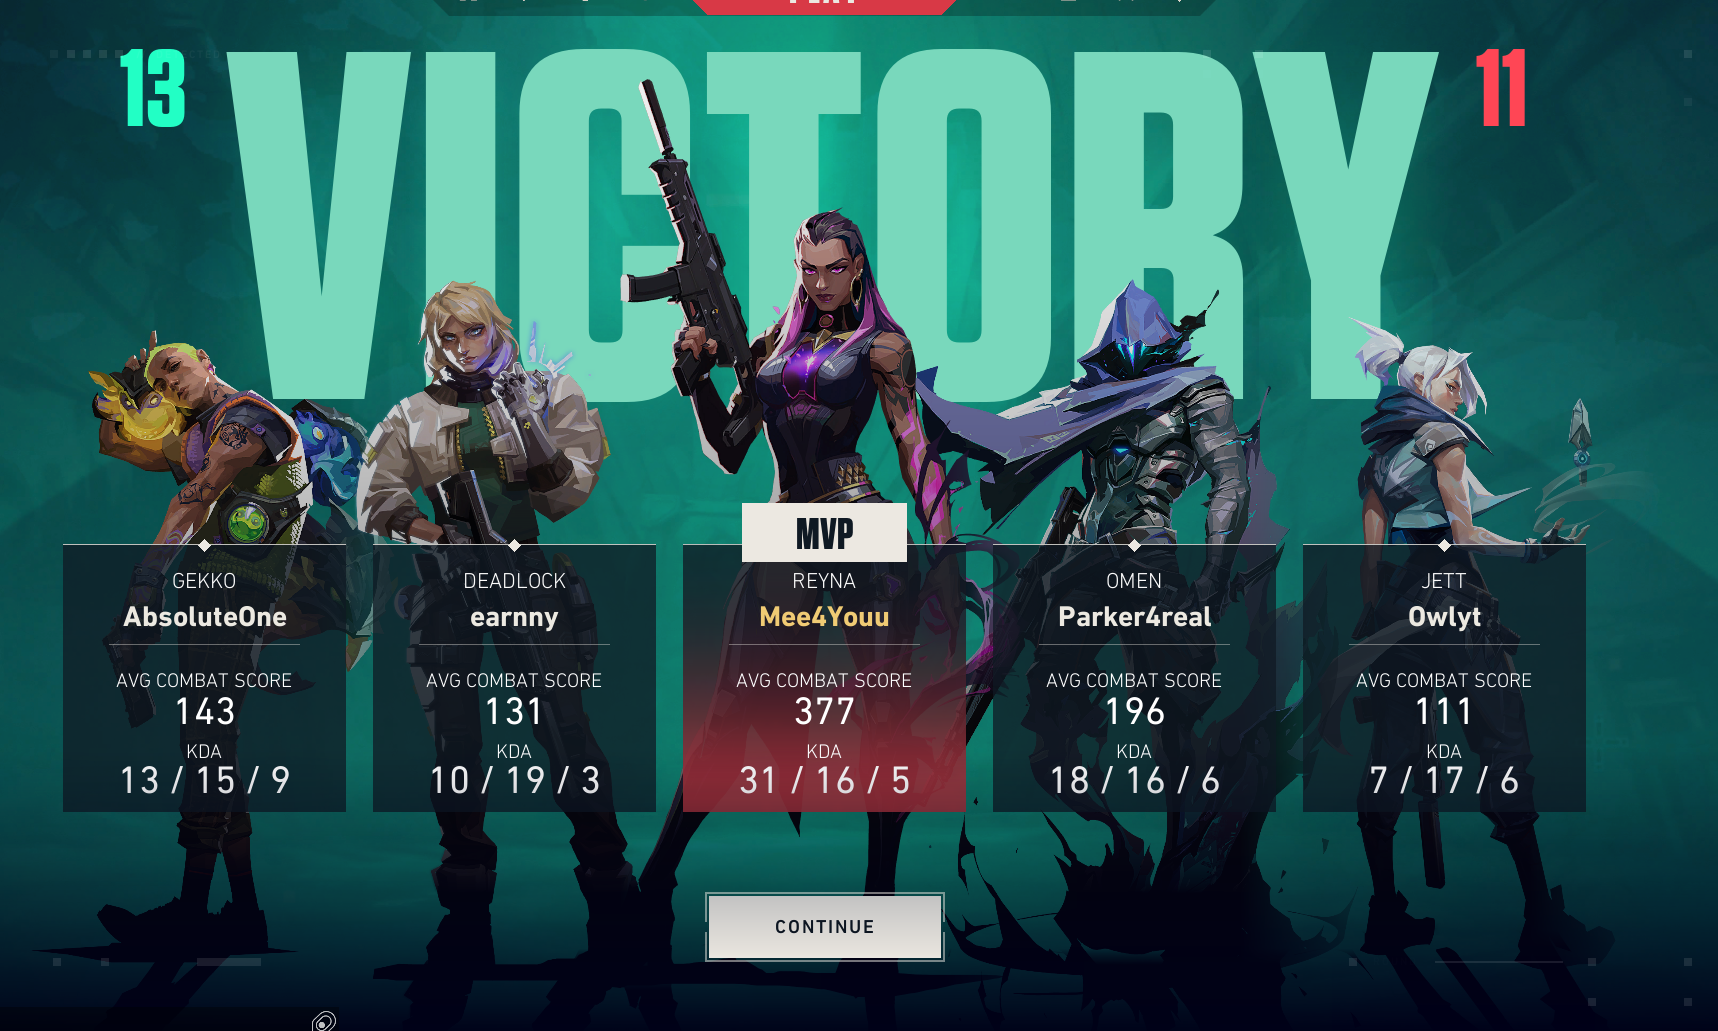 PLAY
13 VICTORY 11
MVP
GEKKO
AbsoluteOne
AVG COMBAT SCORE
143
KDA
13 / 15 / 9
DEADLOCK
earnny
AVG COMBAT SCORE
131
KDA
10 / 19 / 3
REYNA
Mee4Youu
AVG COMBAT SCORE
377
KDA
31 / 16 / 5
OMEN
Parker4real
AVG COMBAT SCORE
196
KDA
18 / 16 / 6
JETT
Owlyt
AVG COMBAT SCORE
111
KDA
7 / 17 / 6
CONTINUE